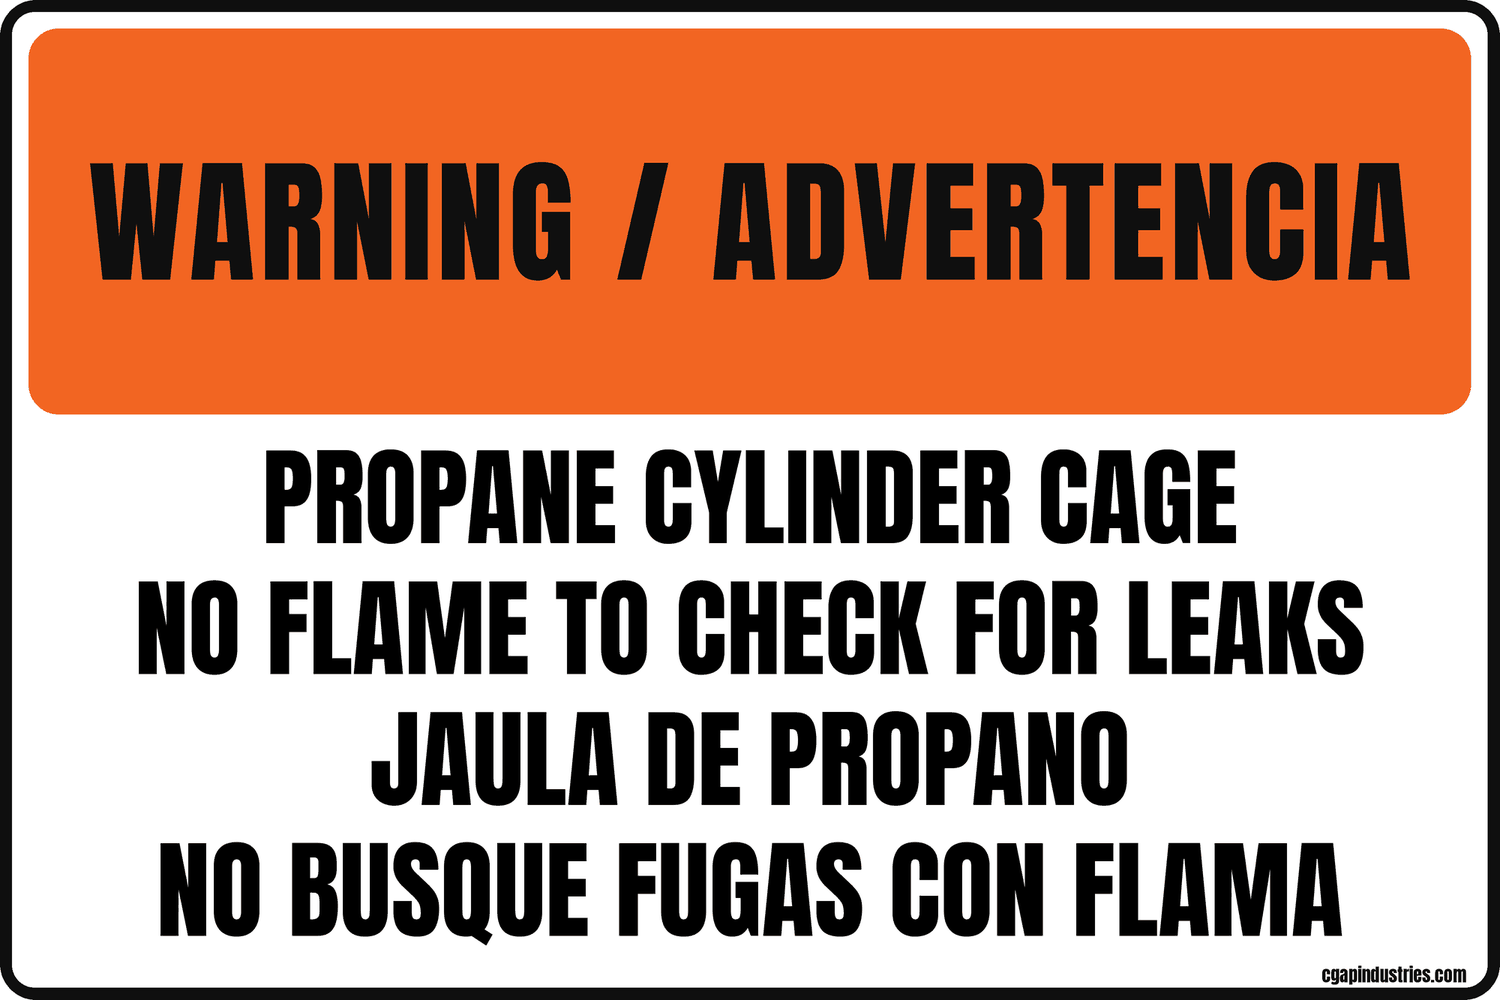 WARNING / ADVERTENCIA
PROPANE CYLINDER CAGE
NO FLAME TO CHECK FOR LEAKS
JAULA DE PROPANO
NO BUSQUE FUGAS CON FLAMA
cgapindustries.com